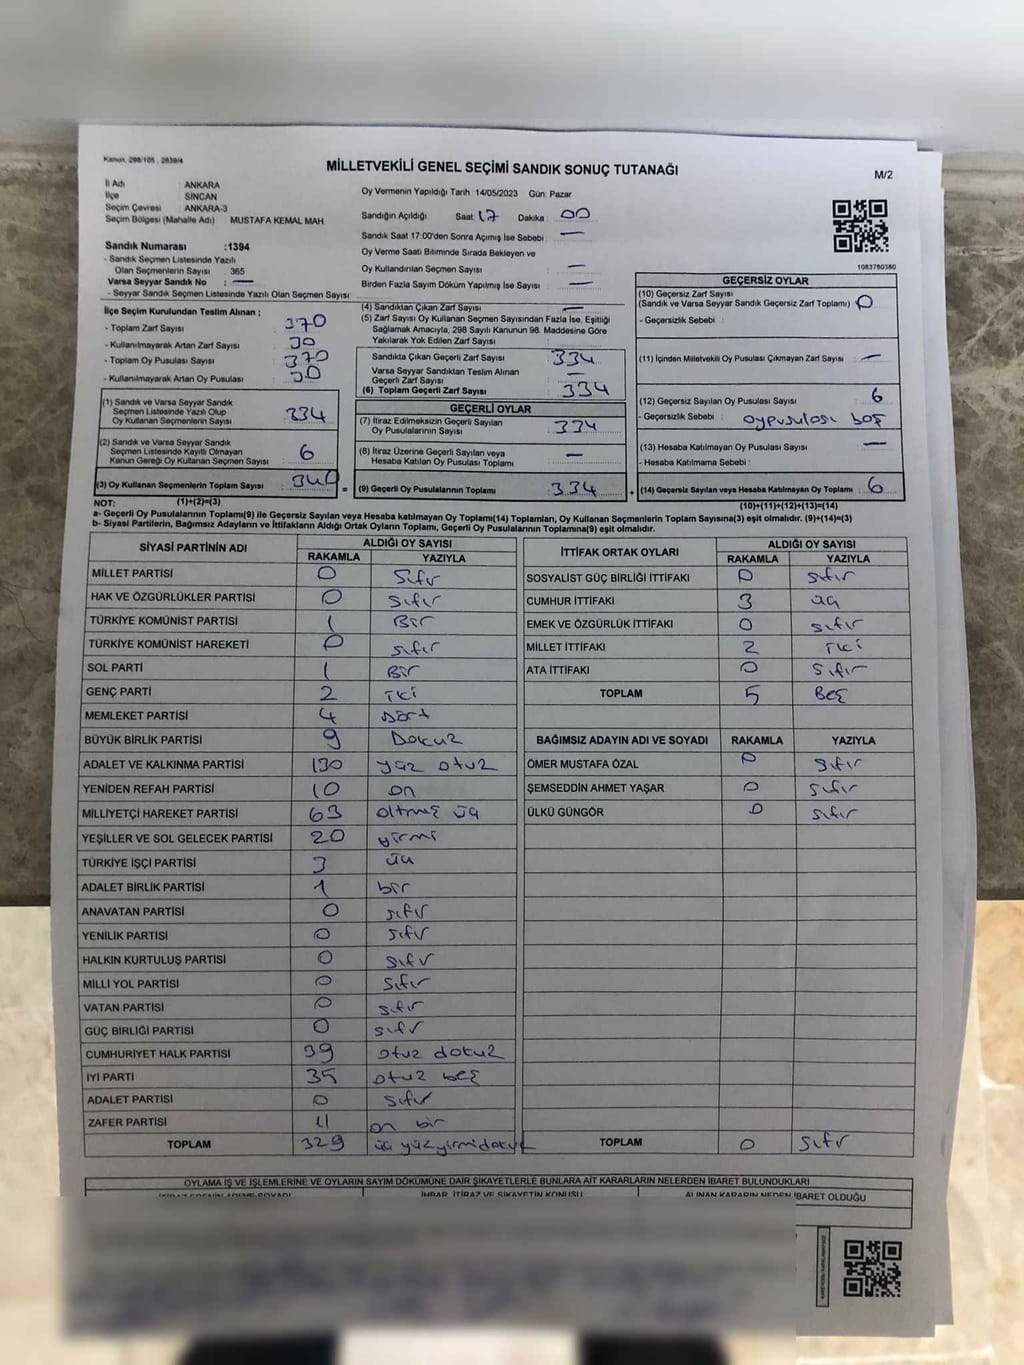 Kanun, 298/105 , 2839/4
MİLLETVEKİLİ GENEL SEÇİMİ SANDIK SONUÇ TUTANAĞI
M/2
İl Adı ANKARA
İlçe SİNCAN
Seçim Çevresi ANKARA-3
Seçim Bölgesi (Mahalle Adı) MUSTAFA KEMAL MAH.
Oy Vermenin Yapıldığı Tarih 14/05/2023 Gün: Pazar
Sandığın Açıldığı Saat: 17 Dakika : 00
Sandık Saat 17:00'den Sonra Açılmış İse Sebebi : —
Oy Verme Saati Bitiminde Sırada Bekleyen ve
Oy Kullandırılan Seçmen Sayısı : —
Birden Fazla Sayım Döküm Yapılmış İse Sayısı : —
1083780380
Sandık Numarası :1394
- Sandık Seçmen Listesinde Yazılı
Olan Seçmenlerin Sayısı : 365
Varsa Seyyar Sandık No : —
- Seyyar Sandık Seçmen Listesinde Yazılı Olan Seçmen Sayısı
İlçe Seçim Kurulundan Teslim Alınan ;
- Toplam Zarf Sayısı : 370
- Kullanılmayarak Artan Zarf Sayısı : 30
- Toplam Oy Pusulası Sayısı : 370
- Kullanılmayarak Artan Oy Pusulası : 30
(1) Sandık ve Varsa Seyyar Sandık
Seçmen Listesinde Yazılı Olup
Oy Kullanan Seçmenlerin Sayısı : 334
(2) Sandık ve Varsa Seyyar Sandık
Seçmen Listesinde Kayıtlı Olmayan
Kanun Gereği Oy Kullanan Seçmen Sayısı : 6
(3) Oy Kullanan Seçmenlerin Toplam Sayısı : 340
(4) Sandıktan Çıkan Zarf Sayısı : —
(5) Zarf Sayısı Oy Kullanan Seçmen Sayısından Fazla İse, Eşitliği
Sağlamak Amacıyla, 298 Sayılı Kanunun 98. Maddesine Göre
Yakılarak Yok Edilen Zarf Sayısı :
Sandıkta Çıkan Geçerli Zarf Sayısı : 334
Varsa Seyyar Sandıktan Teslim Alınan
Geçerli Zarf Sayısı : —
(6) Toplam Geçerli Zarf Sayısı : 334
GEÇERLİ OYLAR
(7) İtiraz Edilmeksizin Geçerli Sayılan
Oy Pusulalarının Sayısı : 334
(8) İtiraz Üzerine Geçerli Sayılan veya
Hesaba Katılan Oy Pusulası Toplamı : —
= (9) Geçerli Oy Pusulalarının Toplamı : 334
GEÇERSİZ OYLAR
(10) Geçersiz Zarf Sayısı
(Sandık ve Varsa Seyyar Sandık Geçersiz Zarf Toplamı) : 0
- Geçersizlik Sebebi :
(11) İçinden Milletvekili Oy Pusulası Çıkmayan Zarf Sayısı : —
(12) Geçersiz Sayılan Oy Pusulası Sayısı : 6
- Geçersizlik Sebebi : oypusulası boş
(13) Hesaba Katılmayan Oy Pusulası Sayısı : —
- Hesaba Katılmama Sebebi :
+ (14) Geçersiz Sayılan veya Hesaba Katılmayan Oy Toplamı : 6
NOT: (1)+(2)=(3) (10)+(11)+(12)+(13)=(14)
a- Geçerli Oy Pusulalarının Toplamı(9) ile Geçersiz Sayılan veya Hesaba katılmayan Oy Toplamı(14) Toplamları, Oy Kullanan Seçmenlerin Toplam Sayısına(3) eşit olmalıdır. (9)+(14)=(3)
b- Siyasi Partilerin, Bağımsız Adayların ve İttifakların Aldığı Ortak Oyların Toplamı, Geçerli Oy Pusulalarının Toplamına(9) eşit olmalıdır.
SİYASİ PARTİNİN ADI ALDIĞI OY SAYISI
RAKAMLA YAZIYLA
MİLLET PARTİSİ 0 Sıfır
HAK VE ÖZGÜRLÜKLER PARTİSİ 0 sıfır
TÜRKİYE KOMÜNİST PARTİSİ 1 Bir
TÜRKİYE KOMÜNİST HAREKETİ 0 sıfır
SOL PARTİ 1 Bir
GENÇ PARTİ 2 iki
MEMLEKET PARTİSİ 4 Dört
BÜYÜK BİRLİK PARTİSİ 9 Dokuz
ADALET VE KALKINMA PARTİSİ 130 yüz otuz
YENİDEN REFAH PARTİSİ 10 on
MİLLİYETÇİ HAREKET PARTİSİ 63 altmış üç
YEŞİLLER VE SOL GELECEK PARTİSİ 20 yirmi
TÜRKİYE İŞÇİ PARTİSİ 3 üç
ADALET BİRLİK PARTİSİ 1 bir
ANAVATAN PARTİSİ 0 sıfır
YENİLİK PARTİSİ 0 sıfır
HALKIN KURTULUŞ PARTİSİ 0 sıfır
MİLLİ YOL PARTİSİ 0 sıfır
VATAN PARTİSİ 0 sıfır
GÜÇ BİRLİĞİ PARTİSİ 0 sıfır
CUMHURİYET HALK PARTİSİ 39 otuz dokuz
İYİ PARTİ 35 otuz beş
ADALET PARTİSİ 0 sıfır
ZAFER PARTİSİ 11 on bir
TOPLAM 329 üç yüz yirmi dokuz
İTTİFAK ORTAK OYLARI ALDIĞI OY SAYISI
RAKAMLA YAZIYLA
SOSYALİST GÜÇ BİRLİĞİ İTTİFAKI 0 sıfır
CUMHUR İTTİFAKI 3 üç
EMEK VE ÖZGÜRLÜK İTTİFAKI 0 sıfır
MİLLET İTTİFAKI 2 iki
ATA İTTİFAKI 0 sıfır
TOPLAM 5 Beş
BAĞIMSIZ ADAYIN ADI VE SOYADI RAKAMLA YAZIYLA
ÖMER MUSTAFA ÖZAL 0 sıfır
ŞEMSEDDİN AHMET YAŞAR 0 sıfır
ÜLKÜ GÜNGÖR 0 sıfır
TOPLAM 0 sıfır
OYLAMA İŞ VE İŞLEMLERİNE VE OYLARIN SAYIM DÖKÜMÜNE DAİR ŞİKAYETLERLE BUNLARA AİT KARARLARIN NELERDEN İBARET BULUNDUKLARI
İTİRAZ EDENİN ADI VE SOYADI İHBAR, İTİRAZ VE ŞİKAYETİN KONUSU ALINAN KARARIN NEDEN İBARET OLDUĞU